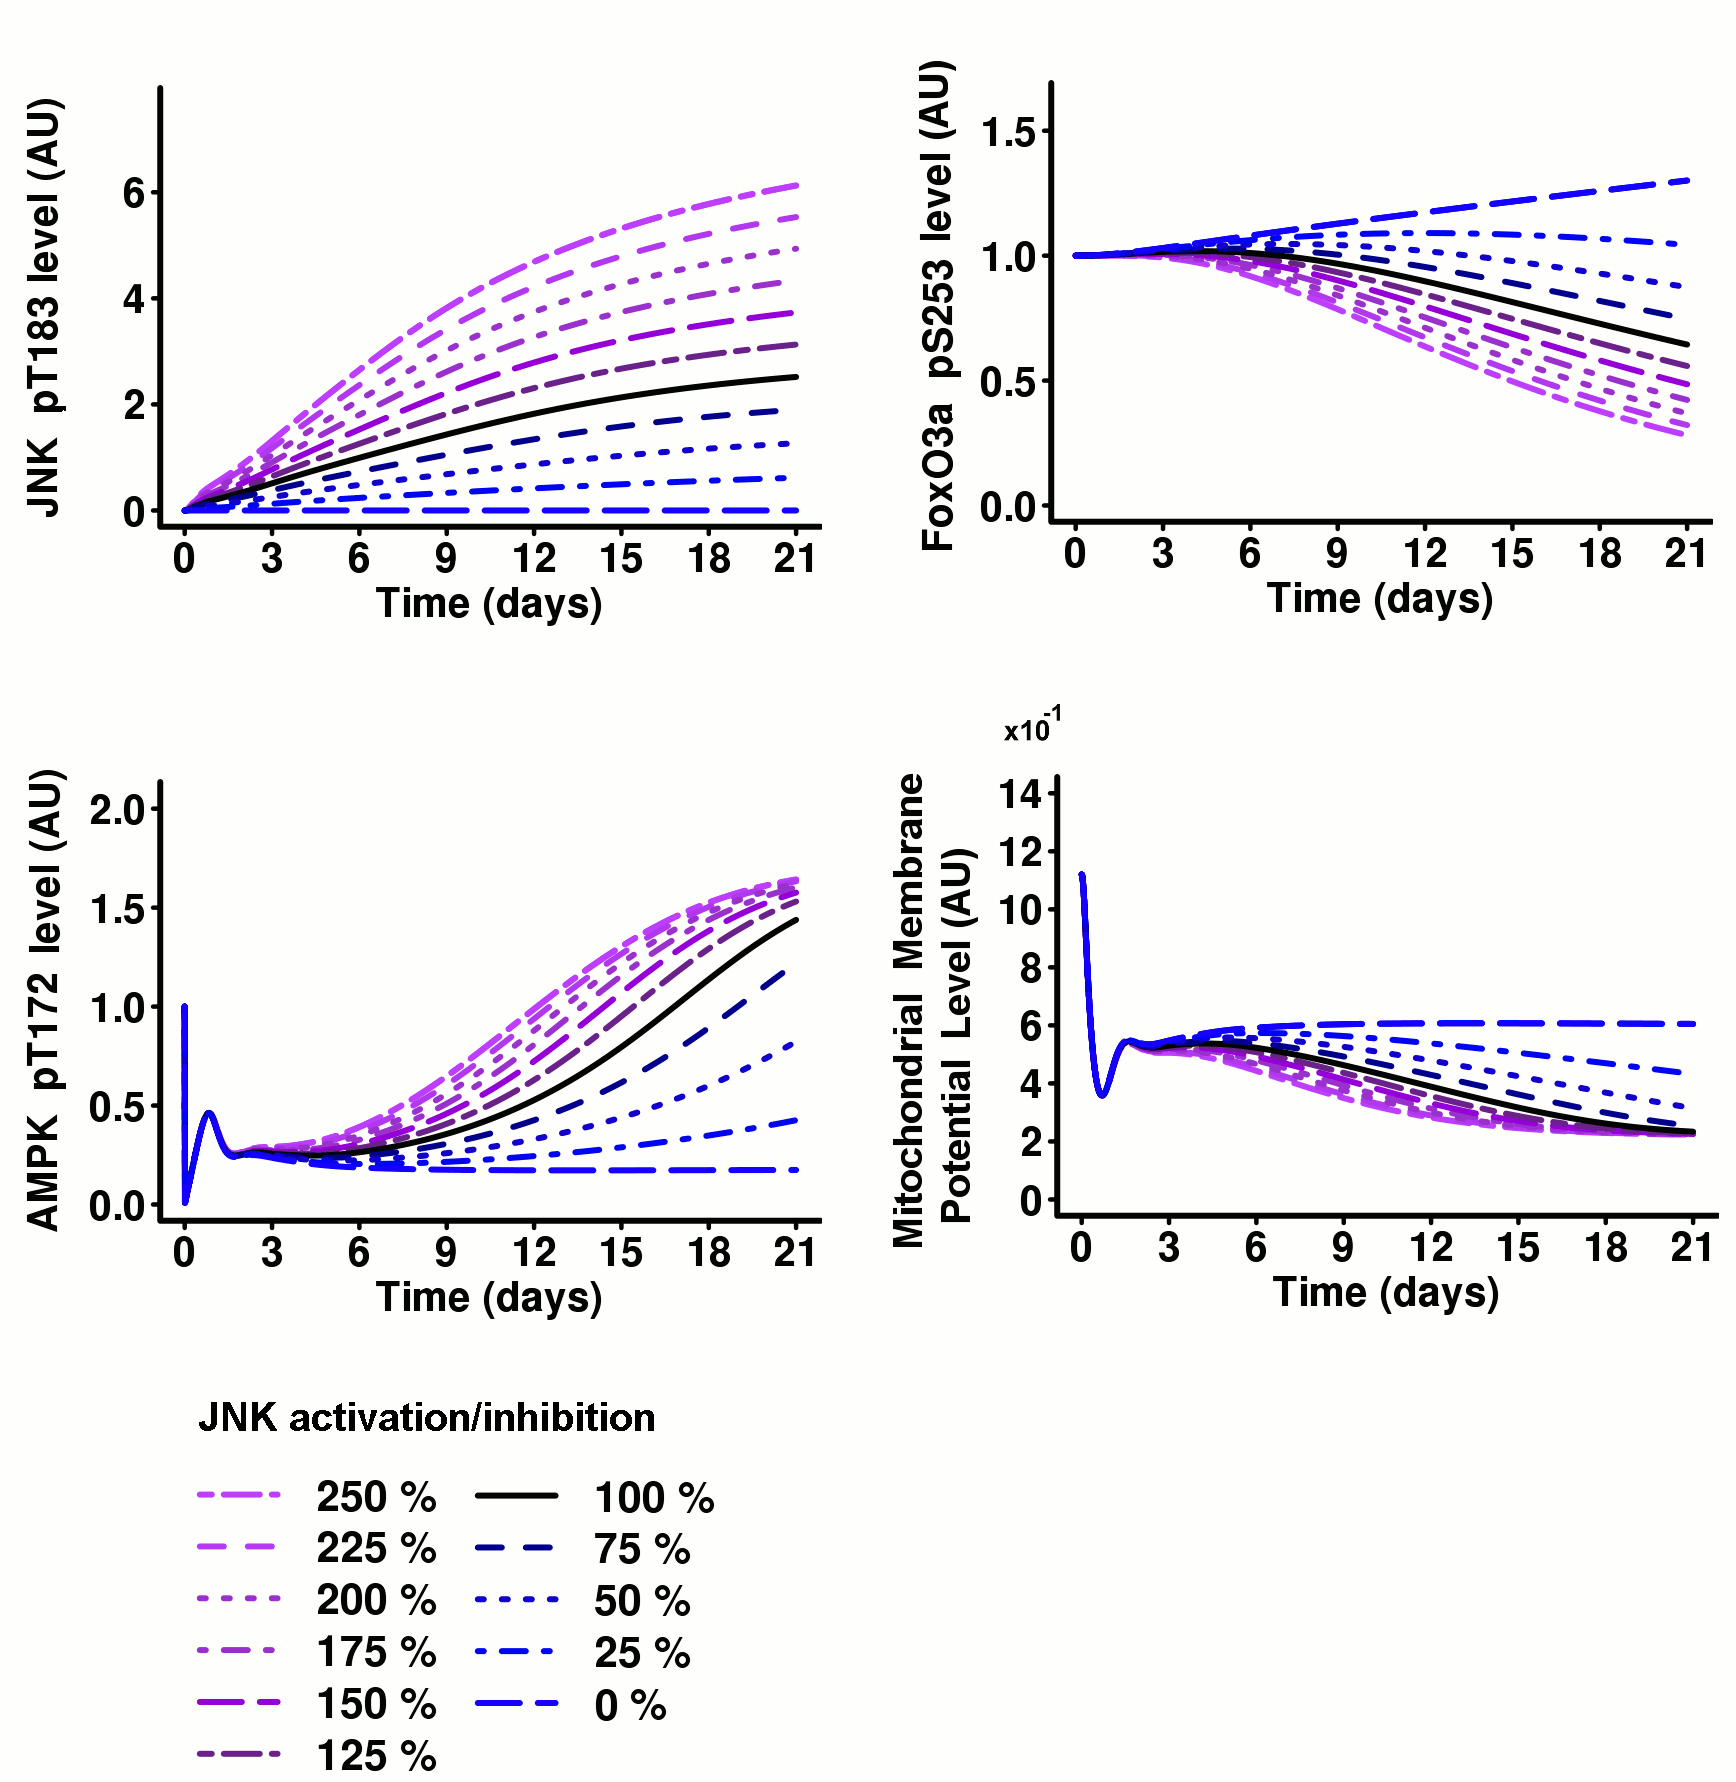 JNK pT183 level (AU)
6
4
2
0
0 3 6 9 12 15 18 21
Time (days)
FoxO3a pS253 level (AU)
1.5
1.0
0.5
0.0
0 3 6 9 12 15 18 21
Time (days)
AMPK pT172 level (AU)
2.0
1.5
1.0
0.5
0.0
0 3 6 9 12 15 18 21
Time (days)
x10-1
Mitochondrial Membrane
Potential Level (AU)
14
12
10
8
6
4
2
0
0 3 6 9 12 15 18 21
Time (days)
JNK activation/inhibition
250 %
225 %
200 %
175 %
150 %
125 %
100 %
75 %
50 %
25 %
0 %